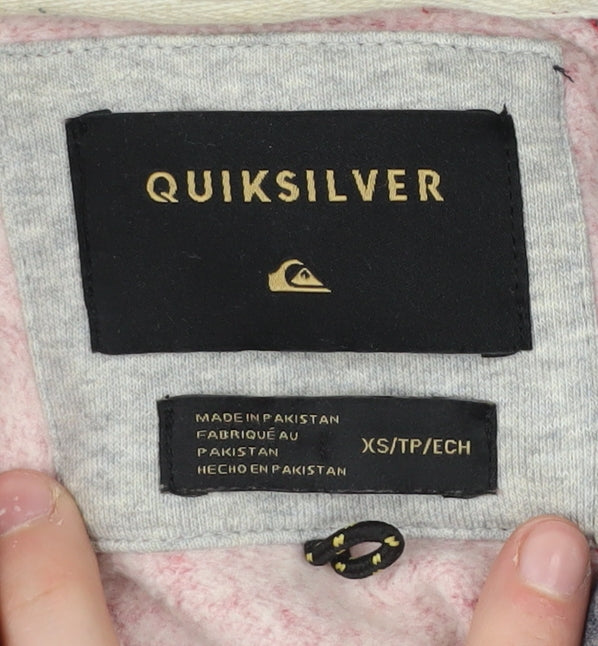 QUIKSILVER
MADE IN PAKISTAN
FABRIQUÉ AU
PAKISTAN
HECHO EN PAKISTAN
XS/TP/ECH